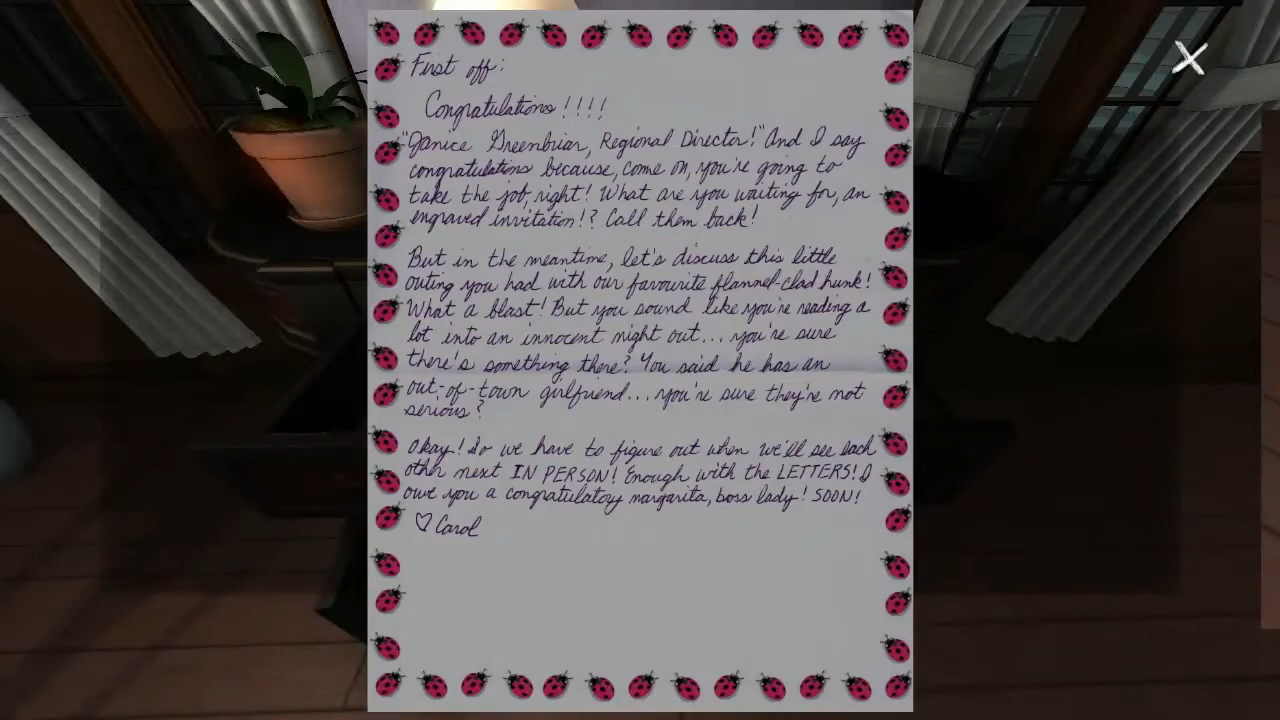 First off:
Congratulations!!!!
"Janice Greenbriar, Regional Director!" And I say
congratulations because, come on, you're going to
take the job, right! What are you waiting for, an
engraved invitation!? Call them back!
But in the meantime, let's discuss this little
outing you had with our favourite flannel-clad hunk!
What a blast! But you sound like you're reading a
lot into an innocent night out... you're sure
there's something there? You said he has an
out-of-town girlfriend... you're sure they're not
serious?
Okay! So we have to figure out when we'll see each
other next IN PERSON! Enough with the LETTERS! I
owe you a congratulatory margarita, boss lady! SOON!
♡ Carol